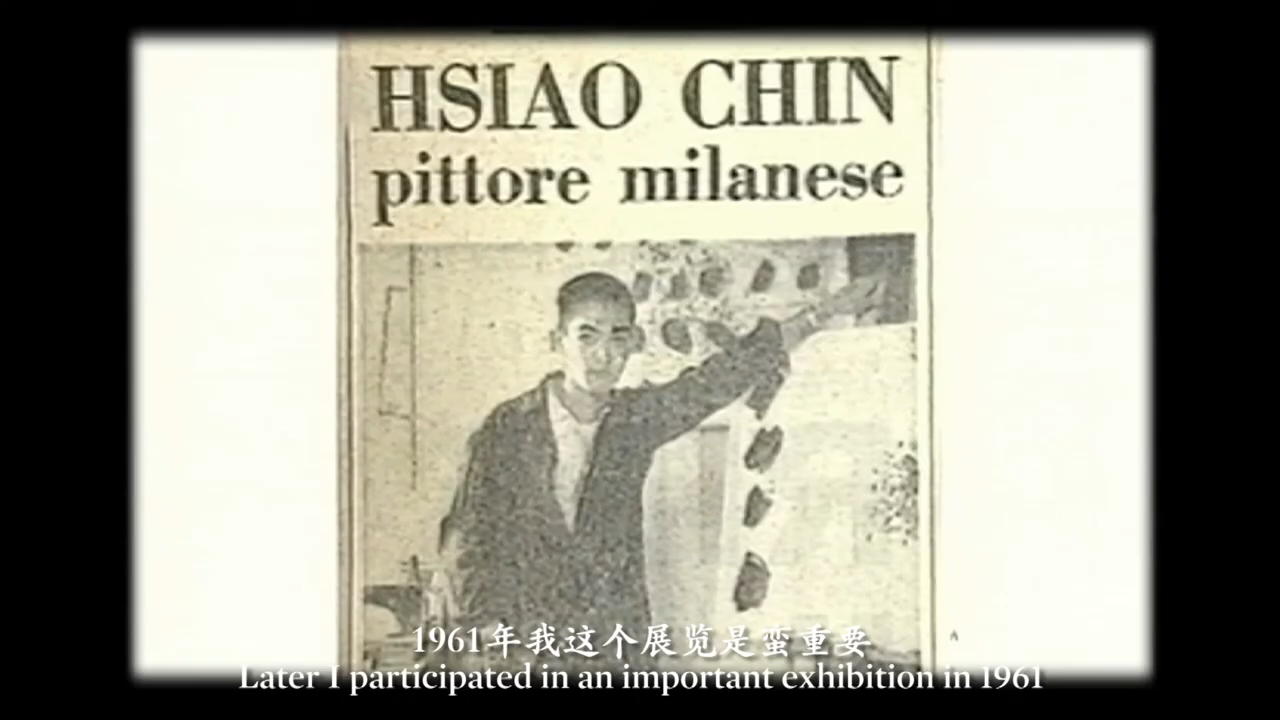 HSIAO CHIN
pittore milanese
1961年我这个展览是蛮重要
Later I participated in an important exhibition in 1961